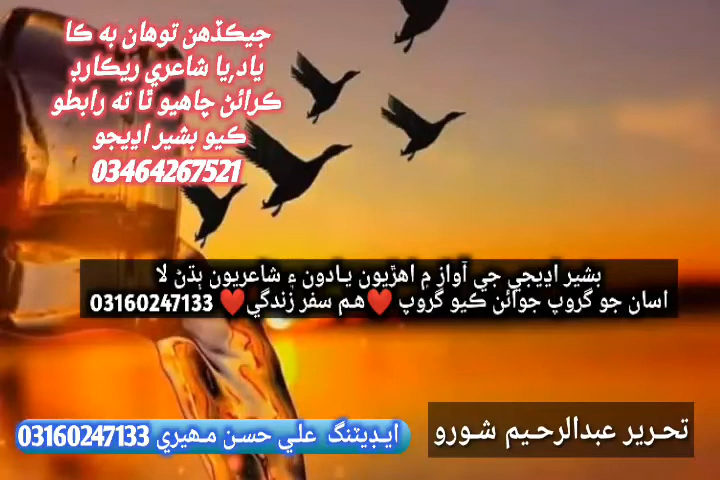 جيڪڏهن توهان به ڪا
ياد,يا شاعري ريڪارڊ
ڪرائڻ چاهيو ٿا ته رابطو
ڪيو بشير اڍيجو
03464267521
بشير اڍيجي جي آواز ۾ اهڙيون يادون ۽ شاعريون ٻڌڻ لا
اسان جو گروپ جوائن ڪيو گروپ ❤️هم سفر زندگي❤️ 03160247133
تحرير عبدالرحيم شورو
ايڊيٽنگ علي حسن مهيري 03160247133